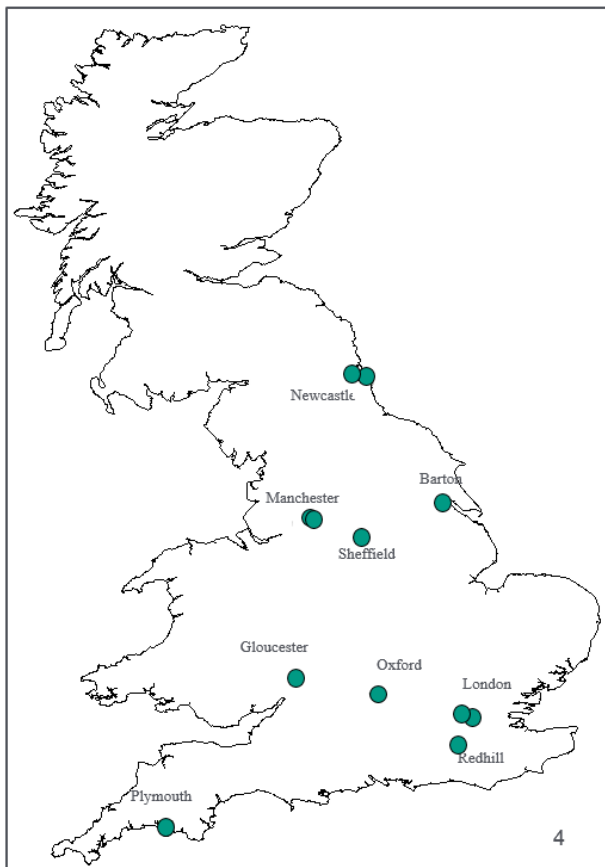 Newcastle
Barton
Manchester
Sheffield
Gloucester
Oxford
London
Redhill
Plymouth
4